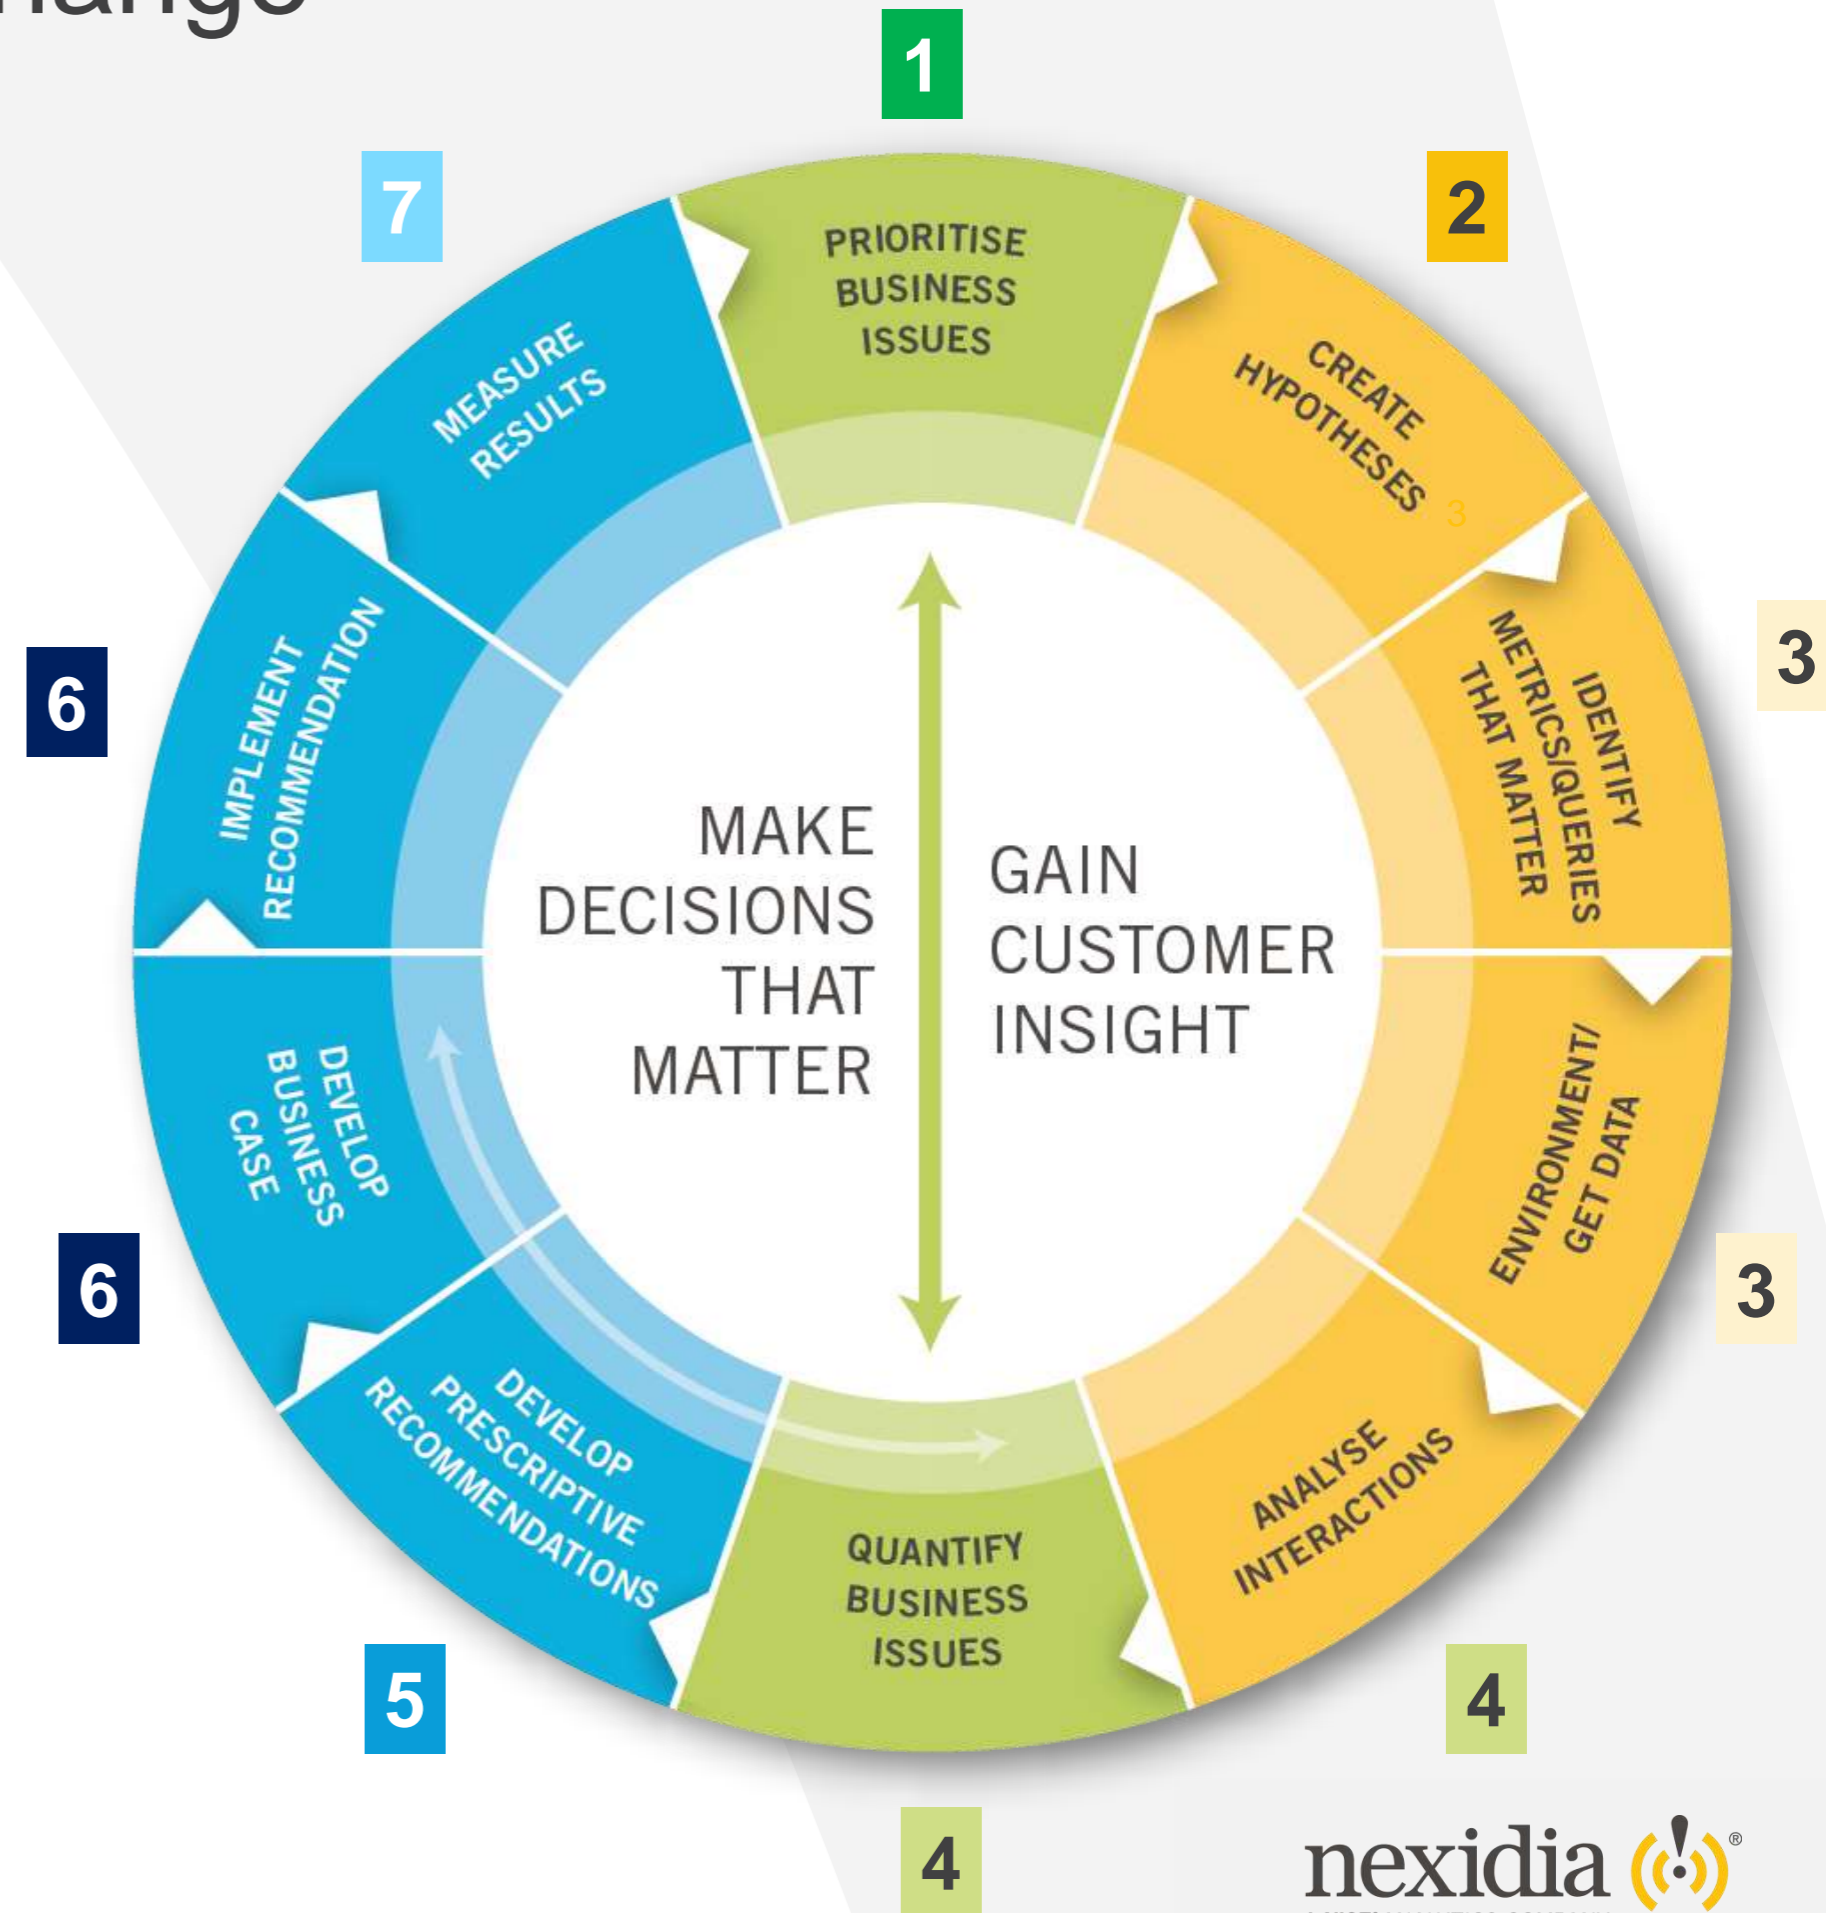 1
7
2
PRIORITISE
BUSINESS
ISSUES
CREATE
HYPOTHESES
3
IDENTIFY
METRICS/QUERIES
THAT MATTER
3
ENVIRONMENT/
GET DATA
3
ANALYSE
INTERACTIONS
4
QUANTIFY
BUSINESS
ISSUES
4
DEVELOP
PRESCRIPTIVE
RECOMMENDATIONS
5
DEVELOP
BUSINESS
CASE
6
IMPLEMENT
RECOMMENDATION
6
MEASURE
RESULTS
MAKE
DECISIONS
THAT
MATTER
GAIN
CUSTOMER
INSIGHT
nexidia ®